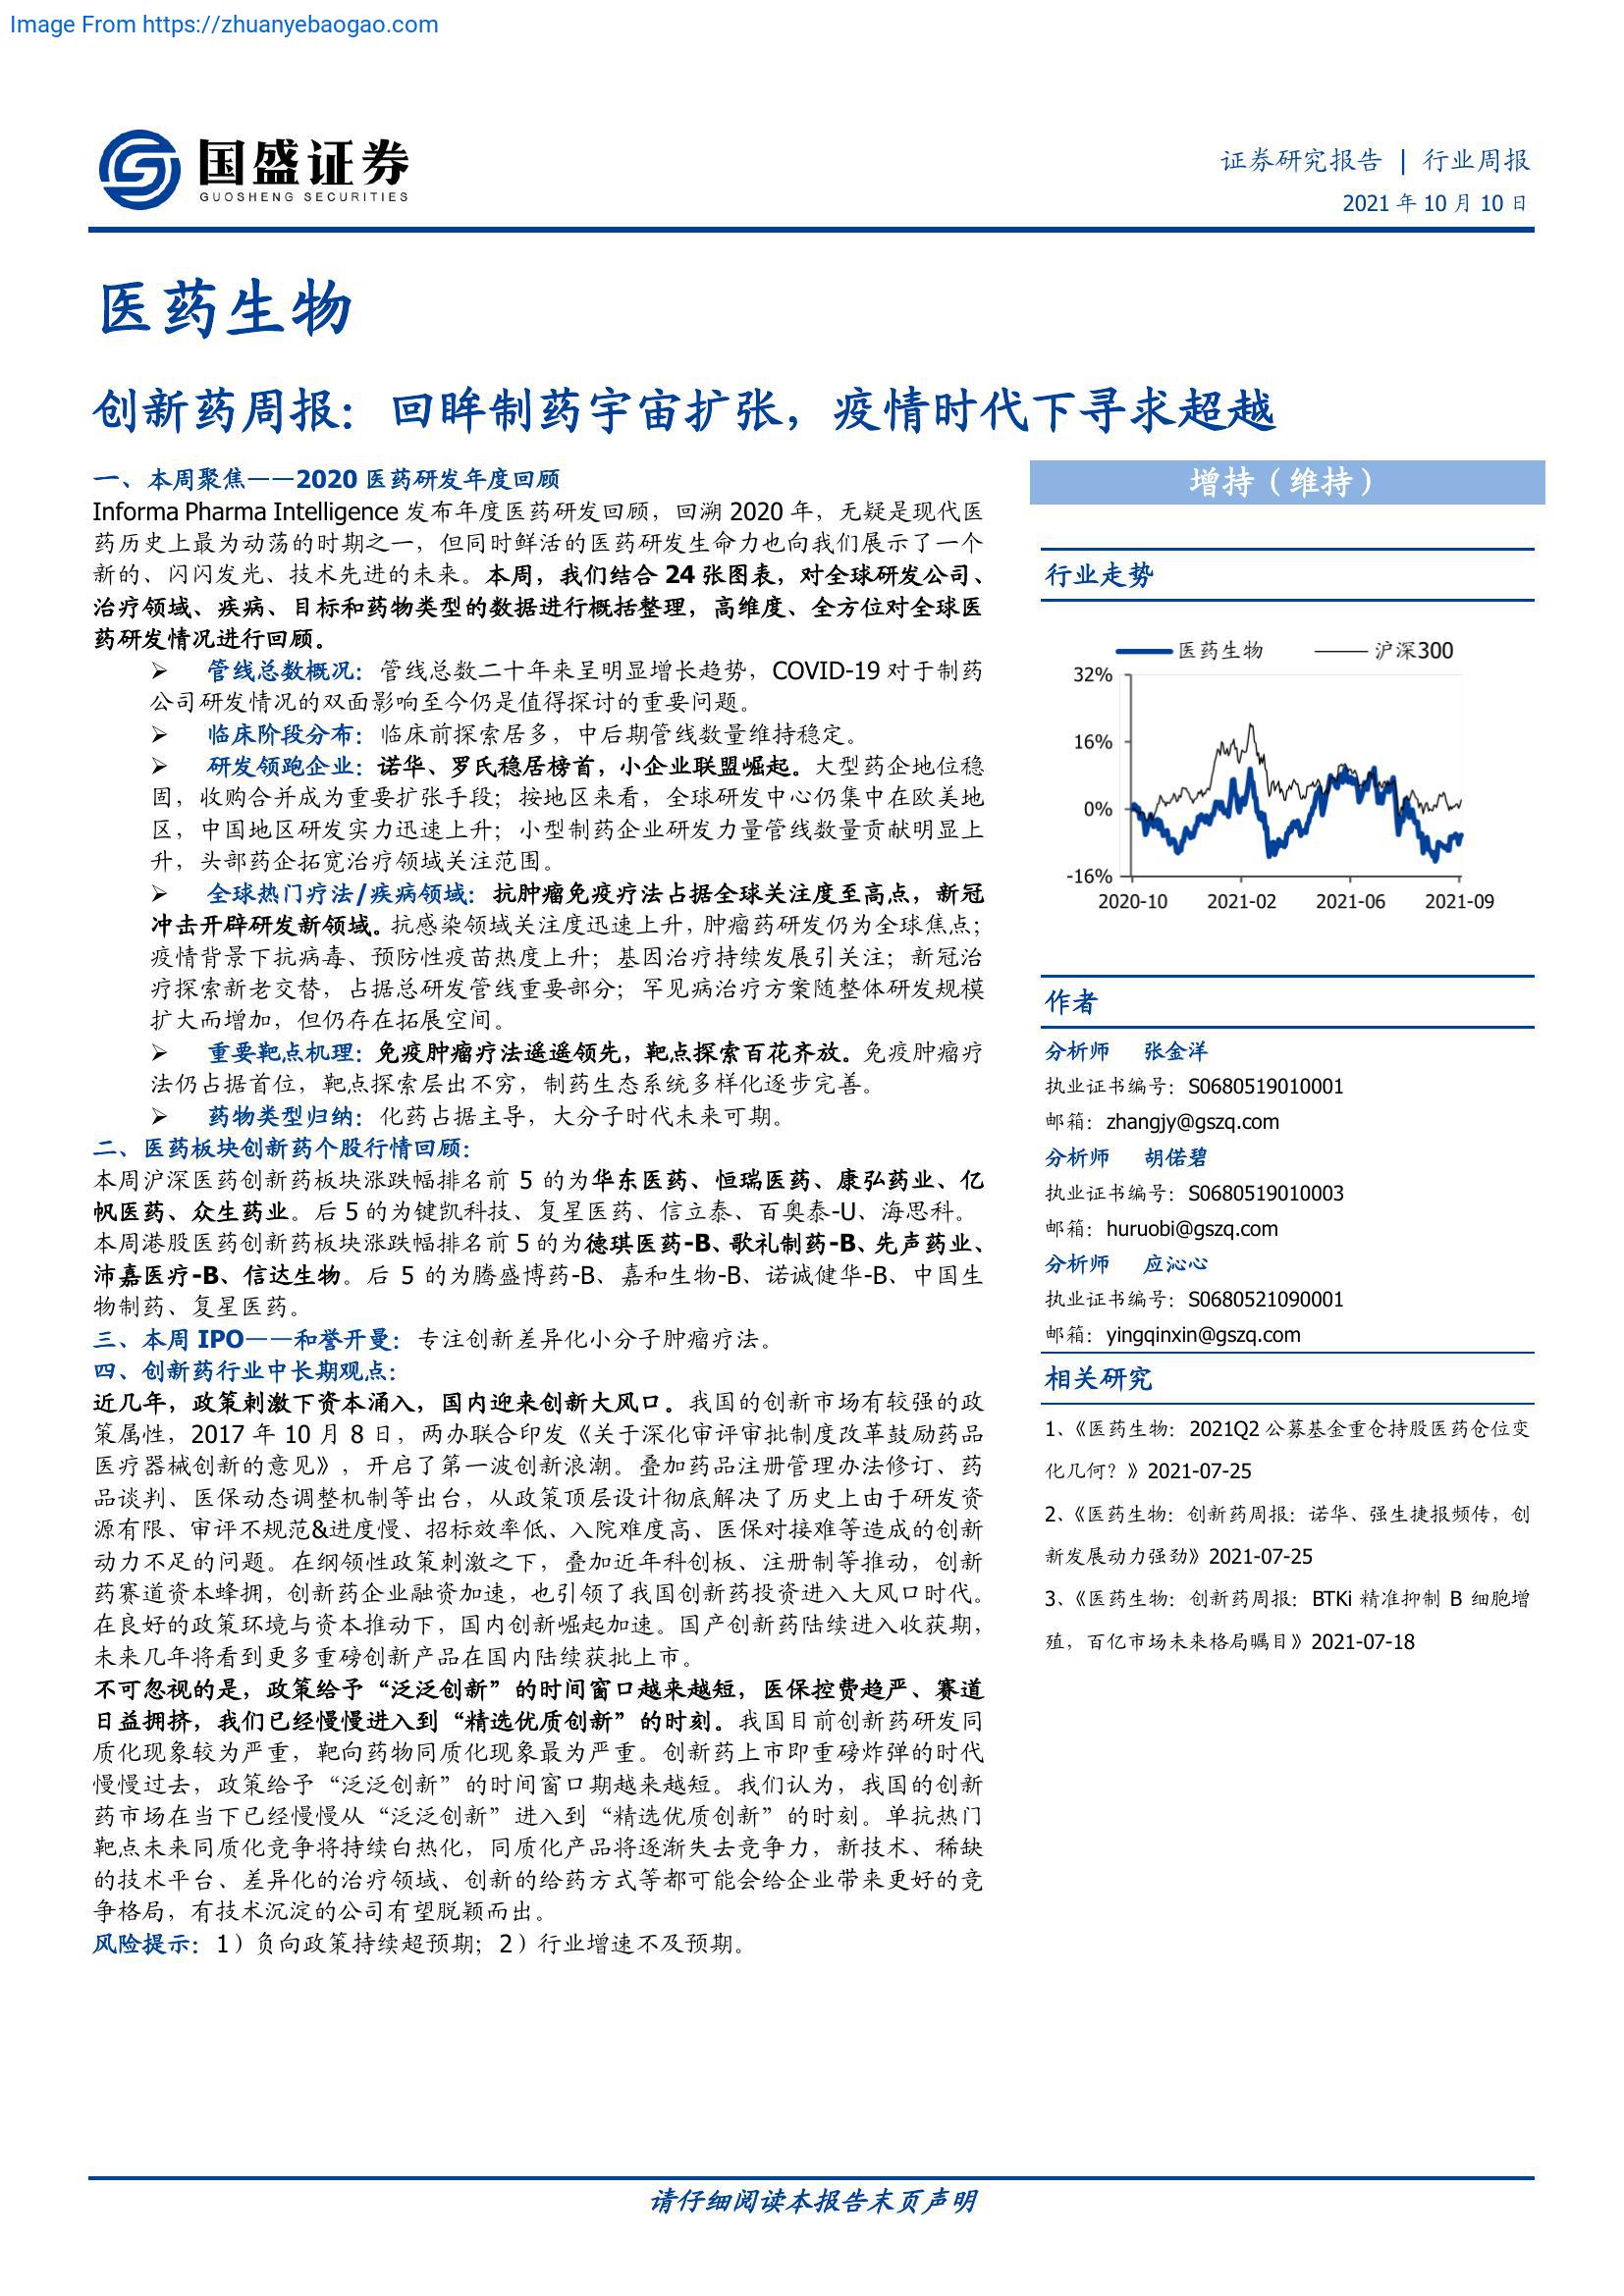 Image From https://zhuanyebaogao.com
国盛证券
GUOSHENG SECURITIES
证券研究报告 | 行业周报
2021 年 10 月 10 日
医药生物
创新药周报：回眸制药宇宙扩张，疫情时代下寻求超越
一、本周聚焦——2020 医药研发年度回顾
Informa Pharma Intelligence 发布年度医药研发回顾，回溯 2020 年，无疑是现代医
药历史上最为动荡的时期之一，但同时鲜活的医药研发生命力也向我们展示了一个
新的、闪闪发光、技术先进的未来。本周，我们结合 24 张图表，对全球研发公司、
治疗领域、疾病、目标和药物类型的数据进行概括整理，高维度、全方位对全球医
药研发情况进行回顾。
➢ 管线总数概况：管线总数二十年来呈明显增长趋势，COVID-19 对于制药
公司研发情况的双面影响至今仍是值得探讨的重要问题。
➢ 临床阶段分布：临床前探索居多，中后期管线数量维持稳定。
➢ 研发领跑企业：诺华、罗氏稳居榜首，小企业联盟崛起。大型药企地位稳
固，收购合并成为重要扩张手段；按地区来看，全球研发中心仍集中在欧美地
区，中国地区研发实力迅速上升；小型制药企业研发力量管线数量贡献明显上
升，头部药企拓宽治疗领域关注范围。
➢ 全球热门疗法/疾病领域：抗肿瘤免疫疗法占据全球关注度至高点，新冠
冲击开辟研发新领域。抗感染领域关注度迅速上升，肿瘤药研发仍为全球焦点；
疫情背景下抗病毒、预防性疫苗热度上升；基因治疗持续发展引关注；新冠治
疗探索新老交替，占据总研发管线重要部分；罕见病治疗方案随整体研发规模
扩大而增加，但仍存在拓展空间。
➢ 重要靶点机理：免疫肿瘤疗法遥遥领先，靶点探索百花齐放。免疫肿瘤疗
法仍占据首位，靶点探索层出不穷，制药生态系统多样化逐步完善。
➢ 药物类型归纳：化药占据主导，大分子时代未来可期。
二、医药板块创新药个股行情回顾：
本周沪深医药创新药板块涨跌幅排名前 5 的为华东医药、恒瑞医药、康弘药业、亿
帆医药、众生药业。后 5 的为键凯科技、复星医药、信立泰、百奥泰-U、海思科。
本周港股医药创新药板块涨跌幅排名前 5 的为德琪医药-B、歌礼制药-B、先声药业、
沛嘉医疗-B、信达生物。后 5 的为腾盛博药-B、嘉和生物-B、诺诚健华-B、中国生
物制药、复星医药。
三、本周 IPO——和誉开曼：专注创新差异化小分子肿瘤疗法。
四、创新药行业中长期观点：
近几年，政策刺激下资本涌入，国内迎来创新大风口。我国的创新市场有较强的政
策属性，2017 年 10 月 8 日，两办联合印发《关于深化审评审批制度改革鼓励药品
医疗器械创新的意见》，开启了第一波创新浪潮。叠加药品注册管理办法修订、药
品谈判、医保动态调整机制等出台，从政策顶层设计彻底解决了历史上由于研发资
源有限、审评不规范&进度慢、招标效率低、入院难度高、医保对接难等造成的创新
动力不足的问题。在纲领性政策刺激之下，叠加近年科创板、注册制等推动，创新
药赛道资本蜂拥，创新药企业融资加速，也引领了我国创新药投资进入大风口时代。
在良好的政策环境与资本推动下，国内创新崛起加速。国产创新药陆续进入收获期，
未来几年将看到更多重磅创新产品在国内陆续获批上市。
不可忽视的是，政策给予“泛泛创新”的时间窗口越来越短，医保控费趋严、赛道
日益拥挤，我们已经慢慢进入到“精选优质创新”的时刻。我国目前创新药研发同
质化现象较为严重，靶向药物同质化现象最为严重。创新药上市即重磅炸弹的时代
慢慢过去，政策给予“泛泛创新”的时间窗口期越来越短。我们认为，我国的创新
药市场在当下已经慢慢从“泛泛创新”进入到“精选优质创新”的时刻。单抗热门
靶点未来同质化竞争将持续白热化，同质化产品将逐渐失去竞争力，新技术、稀缺
的技术平台、差异化的治疗领域、创新的给药方式等都可能会给企业带来更好的竞
争格局，有技术沉淀的公司有望脱颖而出。
风险提示：1）负向政策持续超预期；2）行业增速不及预期。
增持（维持）
行业走势
医药生物 沪深300
32%
16%
0%
-16%
2020-10 2021-02 2021-06 2021-09
作者
分析师 张金洋
执业证书编号：S0680519010001
邮箱：zhangjy@gszq.com
分析师 胡偌碧
执业证书编号：S0680519010003
邮箱：huruobi@gszq.com
分析师 应沁心
执业证书编号：S0680521090001
邮箱：yingqinxin@gszq.com
相关研究
1、《医药生物：2021Q2 公募基金重仓持股医药仓位变
化几何？》2021-07-25
2、《医药生物：创新药周报：诺华、强生捷报频传，创
新发展动力强劲》2021-07-25
3、《医药生物：创新药周报：BTKi 精准抑制 B 细胞增
殖，百亿市场未来格局瞩目》2021-07-18
请仔细阅读本报告末页声明